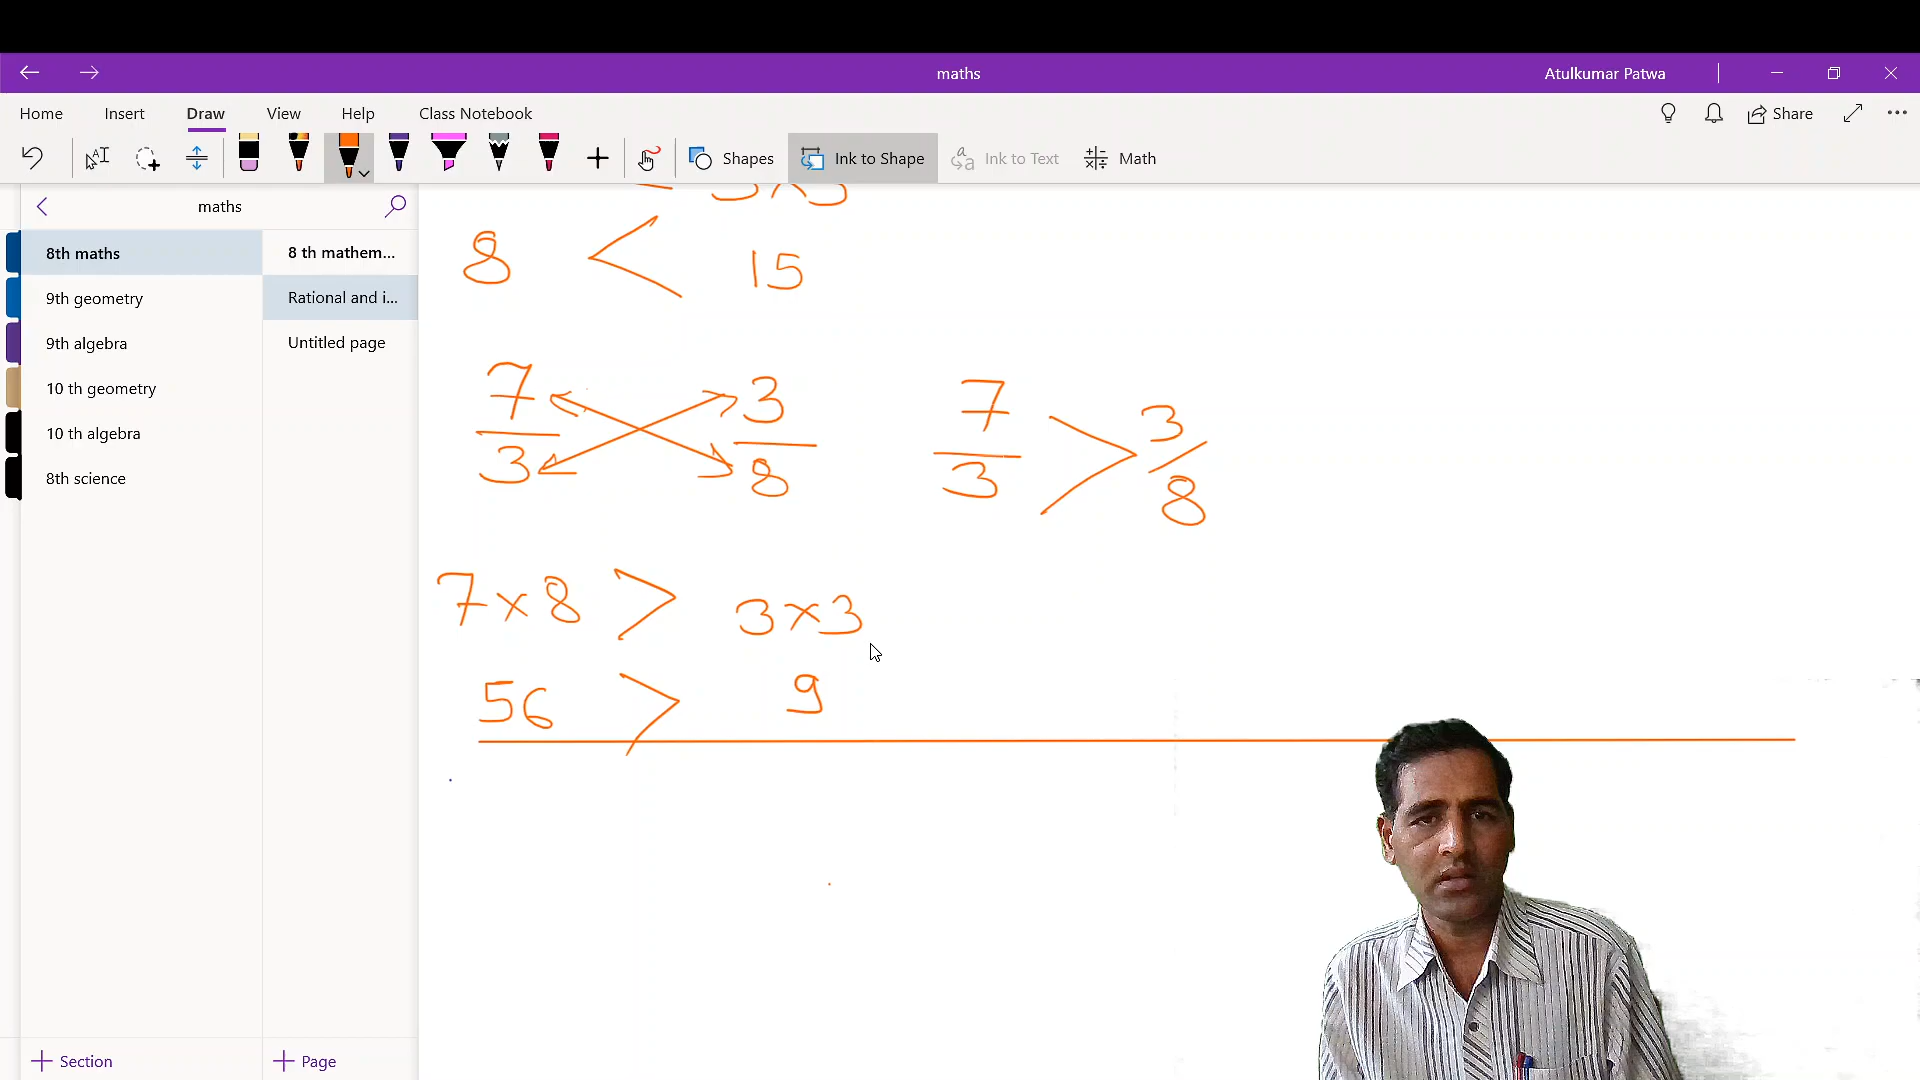 maths
Atulkumar Patwa
Home Insert Draw View Help Class Notebook
Share
Shapes Ink to Shape Ink to Text Math
maths
8th maths
9th geometry
9th algebra
10 th geometry
10 th algebra
8th science
8 th mathem...
Rational and i...
Untitled page
8 < 15
7/3 3/8 7/3 > 3/8
7×8 > 3×3
56 > 9
+ Section
+ Page